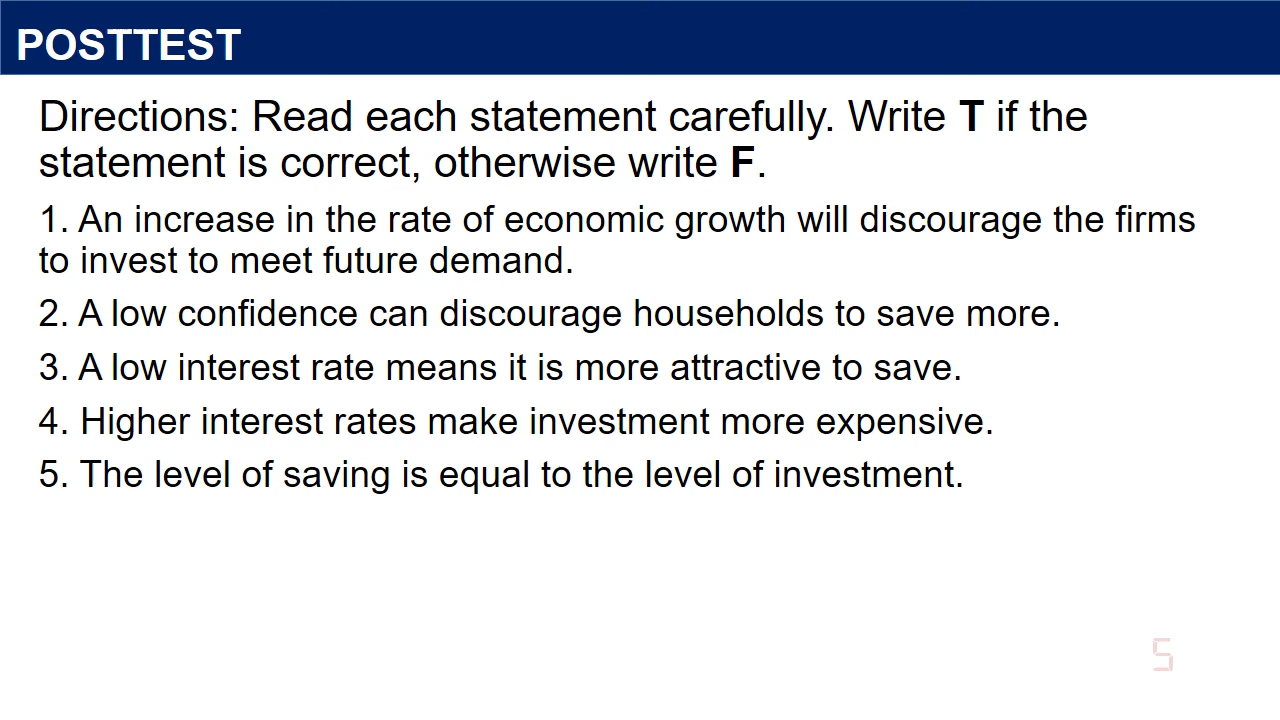 POSTTEST
Directions: Read each statement carefully. Write T if the
statement is correct, otherwise write F.
1. An increase in the rate of economic growth will discourage the firms
to invest to meet future demand.
2. A low confidence can discourage households to save more.
3. A low interest rate means it is more attractive to save.
4. Higher interest rates make investment more expensive.
5. The level of saving is equal to the level of investment.
5